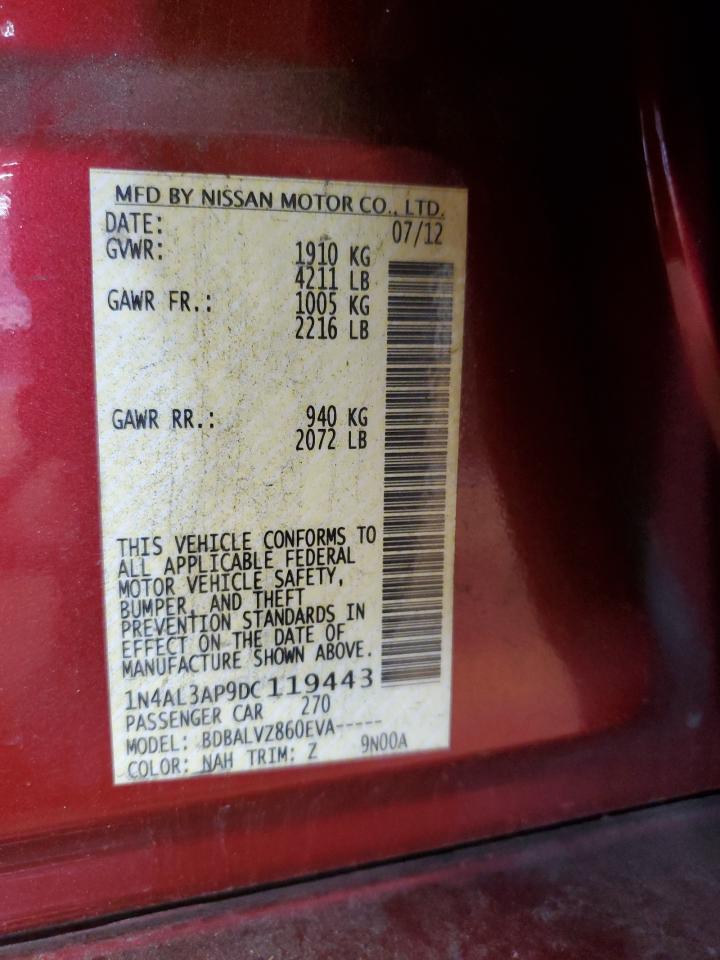 MFD BY NISSAN MOTOR CO., LTD.
DATE: 07/12
GVWR: 1910 KG
4211 LB
GAWR FR.: 1005 KG
2216 LB
GAWR RR.: 940 KG
2072 LB
THIS VEHICLE CONFORMS TO
ALL APPLICABLE FEDERAL
MOTOR VEHICLE SAFETY,
BUMPER, AND THEFT
PREVENTION STANDARDS IN
EFFECT ON THE DATE OF
MANUFACTURE SHOWN ABOVE.
1N4AL3AP9DC119443
PASSENGER CAR 270
MODEL: BDBALVZ860EVA-----
COLOR: NAH TRIM: Z 9N00A